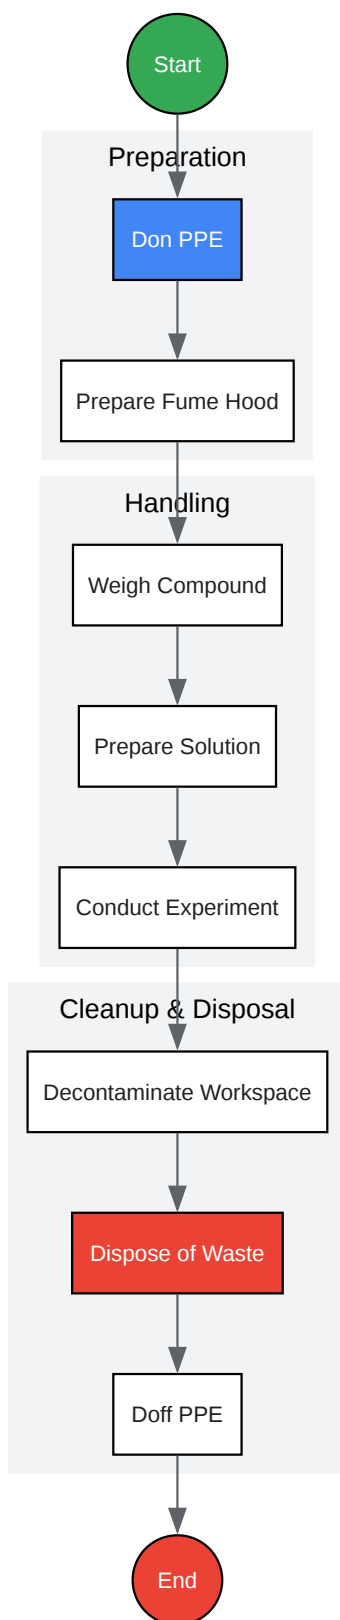 Start
Preparation
Don PPE
Prepare Fume Hood
Handling
Weigh Compound
Prepare Solution
Conduct Experiment
Cleanup & Disposal
Decontaminate Workspace
Dispose of Waste
Doff PPE
End